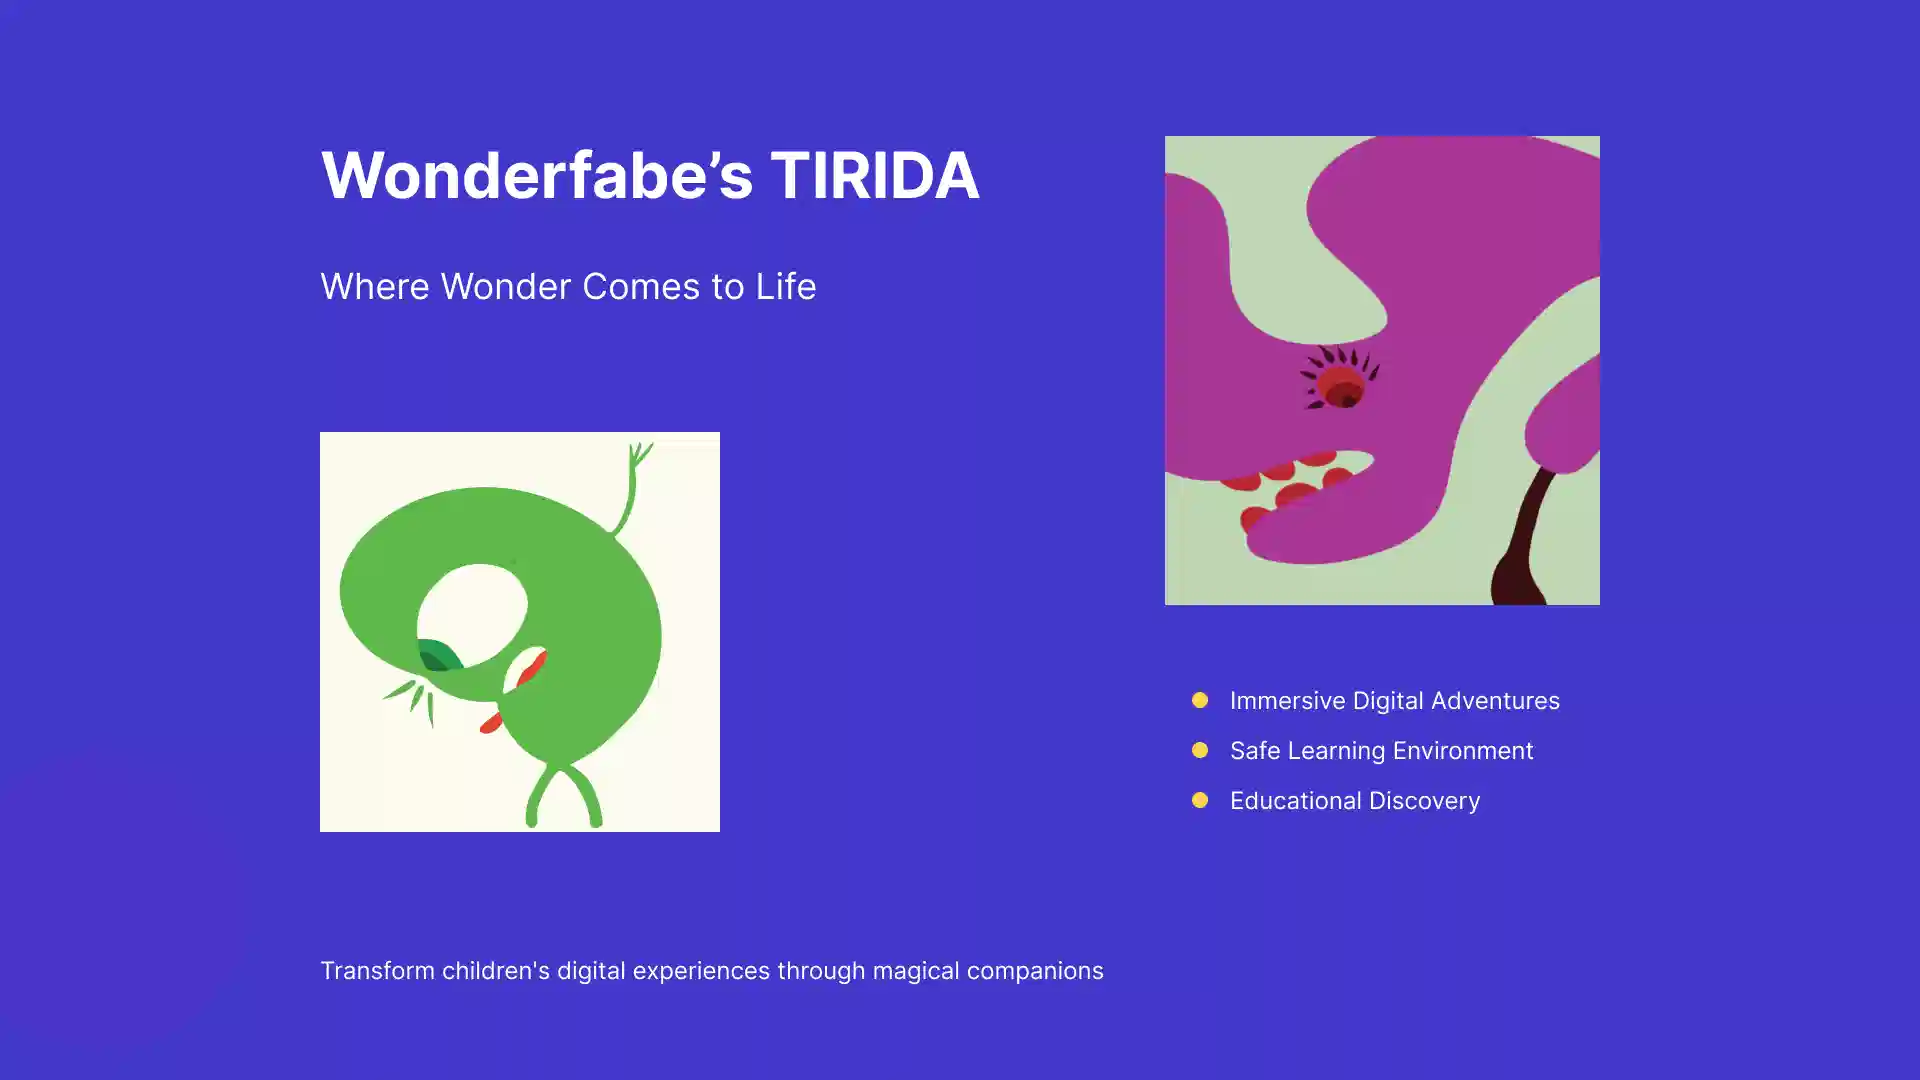 Wonderfabe’s TIRIDA
Where Wonder Comes to Life
Immersive Digital Adventures
Safe Learning Environment
Educational Discovery
Transform children's digital experiences through magical companions